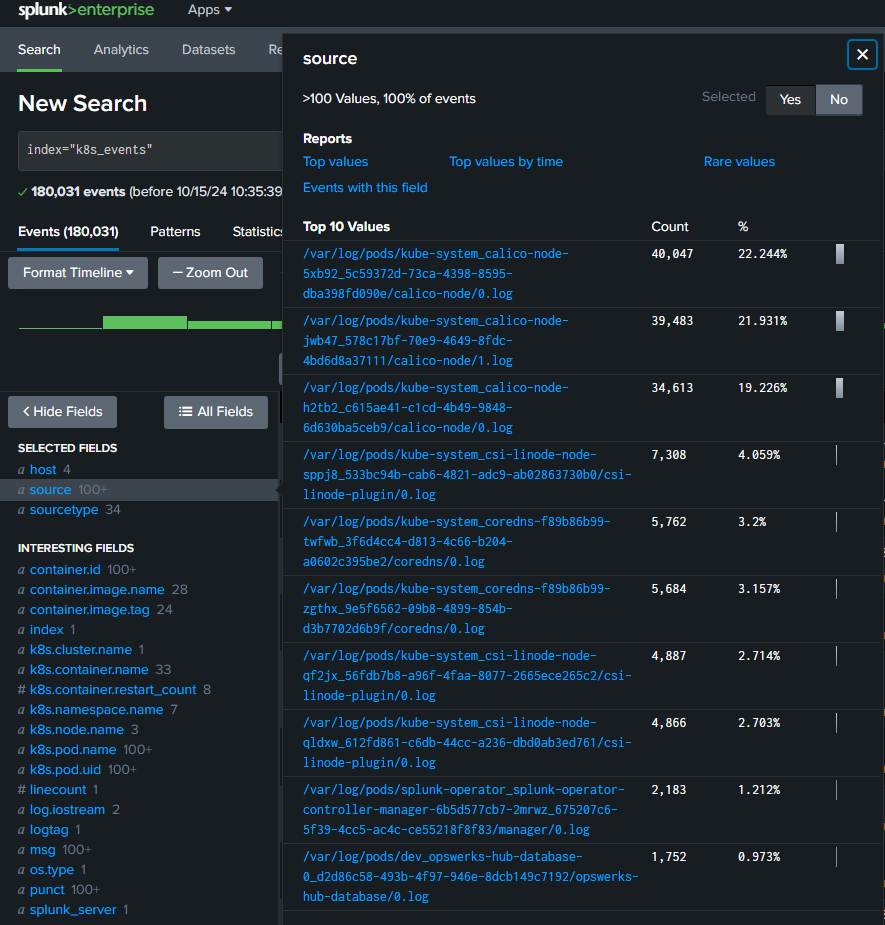 splunk>enterprise Apps
Search Analytics Datasets Re
New Search
index="k8s_events"
180,031 events (before 10/15/24 10:35:39
Events (180,031) Patterns Statistics
Format Timeline — Zoom Out
Hide Fields All Fields
SELECTED FIELDS
a host 4
a source 100+
a sourcetype 34
INTERESTING FIELDS
a container.id 100+
a container.image.name 28
a container.image.tag 24
a index 1
a k8s.cluster.name 1
a k8s.container.name 33
# k8s.container.restart_count 8
a k8s.namespace.name 7
a k8s.node.name 3
a k8s.pod.name 100+
a k8s.pod.uid 100+
# linecount 1
a log.iostream 2
a logtag 1
a msg 100+
a os.type 1
a punct 100+
a splunk_server 1
source
>100 Values, 100% of events Selected Yes No
Reports
Top values Top values by time Rare values
Events with this field
Top 10 Values Count %
/var/log/pods/kube-system_calico-node- 40,047 22.244%
5xb92_5c59372d-73ca-4398-8595-
dba398fd090e/calico-node/0.log
/var/log/pods/kube-system_calico-node- 39,483 21.931%
jwb47_578c17bf-70e9-4649-8fdc-
4bd6d8a37111/calico-node/1.log
/var/log/pods/kube-system_calico-node- 34,613 19.226%
h2tb2_c615ae41-c1cd-4b49-9848-
6d630ba5ceb9/calico-node/0.log
/var/log/pods/kube-system_csi-linode-node- 7,308 4.059%
sppj8_533bc94b-cab6-4821-adc9-ab02863730b0/csi-
linode-plugin/0.log
/var/log/pods/kube-system_coredns-f89b86b99- 5,762 3.2%
twfwb_3f6d4cc4-d813-4c66-b204-
a0602c395be2/coredns/0.log
/var/log/pods/kube-system_coredns-f89b86b99- 5,684 3.157%
zgthx_9e5f6562-09b8-4899-854b-
d3b7702d6b9f/coredns/0.log
/var/log/pods/kube-system_csi-linode-node- 4,887 2.714%
qf2jx_56fdb7b8-a96f-4faa-8077-2665ece265c2/csi-
linode-plugin/0.log
/var/log/pods/kube-system_csi-linode-node- 4,866 2.703%
qldxw_612fd861-c6db-44cc-a236-dbd0ab3ed761/csi-
linode-plugin/0.log
/var/log/pods/splunk-operator_splunk-operator- 2,183 1.212%
controller-manager-6b5d577cb7-2mrwz_675207c6-
5f39-4cc5-ac4c-ce55218f8f83/manager/0.log
/var/log/pods/dev_opswerks-hub-database- 1,752 0.973%
0_d2d86c58-493b-4f97-946e-8dcb149c7192/opswerks-
hub-database/0.log